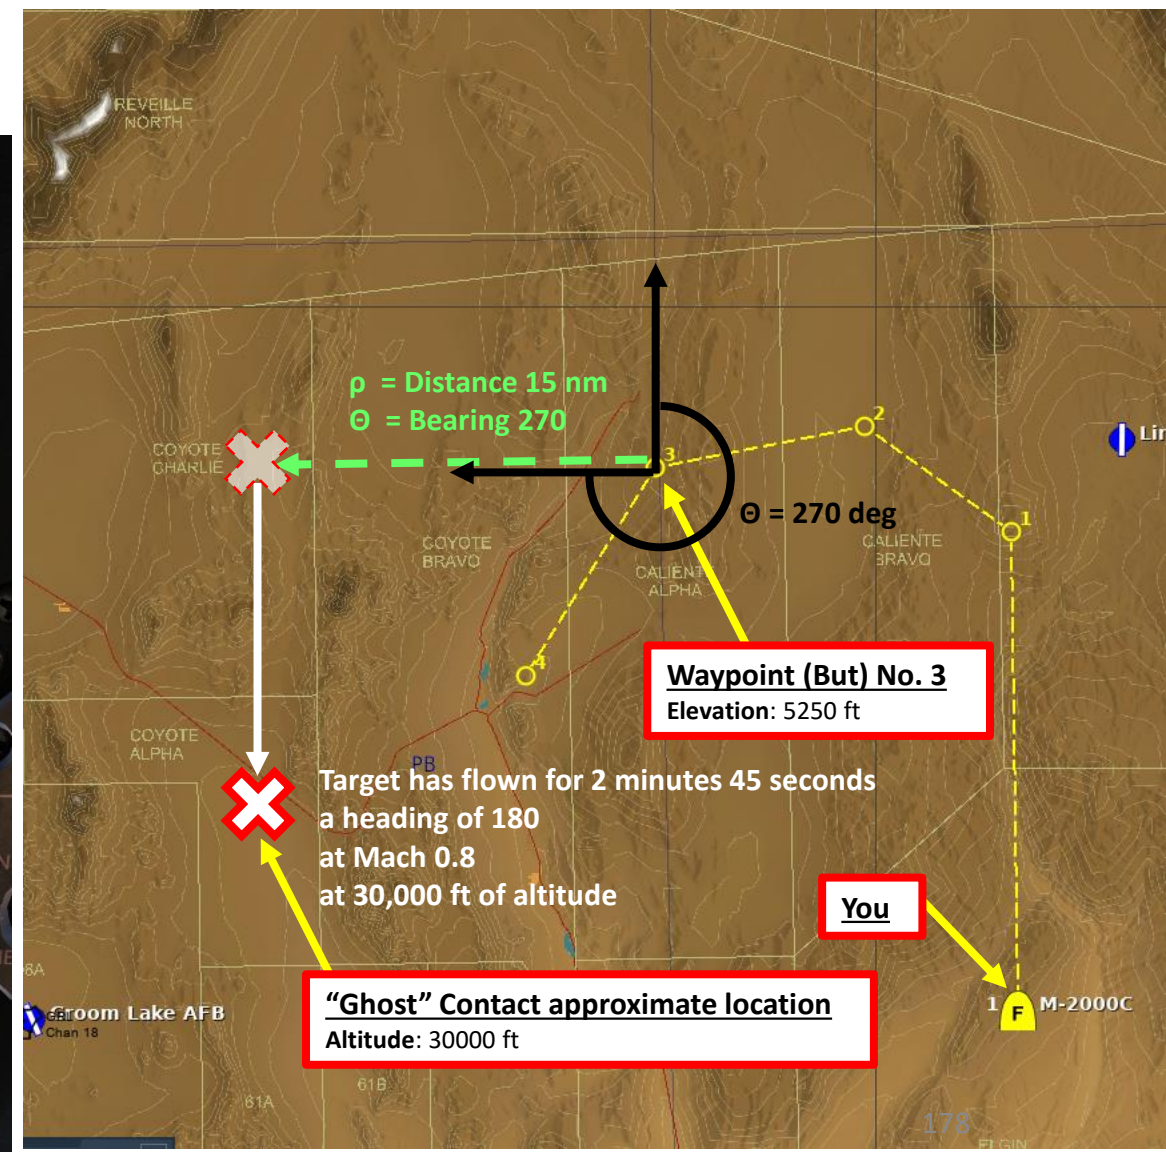 REVEILLE
NORTH
ρ = Distance 15 nm
Θ = Bearing 270
COYOTE
CHARLIE
3
2
Lin
1
Θ = 270 deg
COYOTE
BRAVO
CALIENTE
BRAVO
CALIENT
ALPHA
4
Waypoint (But) No. 3
Elevation: 5250 ft
COYOTE
ALPHA
PB
Target has flown for 2 minutes 45 seconds
a heading of 180
at Mach 0.8
at 30,000 ft of altitude
You
"Ghost" Contact approximate location
Altitude: 30000 ft
1 F M-2000C
Groom Lake AFB
Chan 18
61B
61A
178
ELGIN